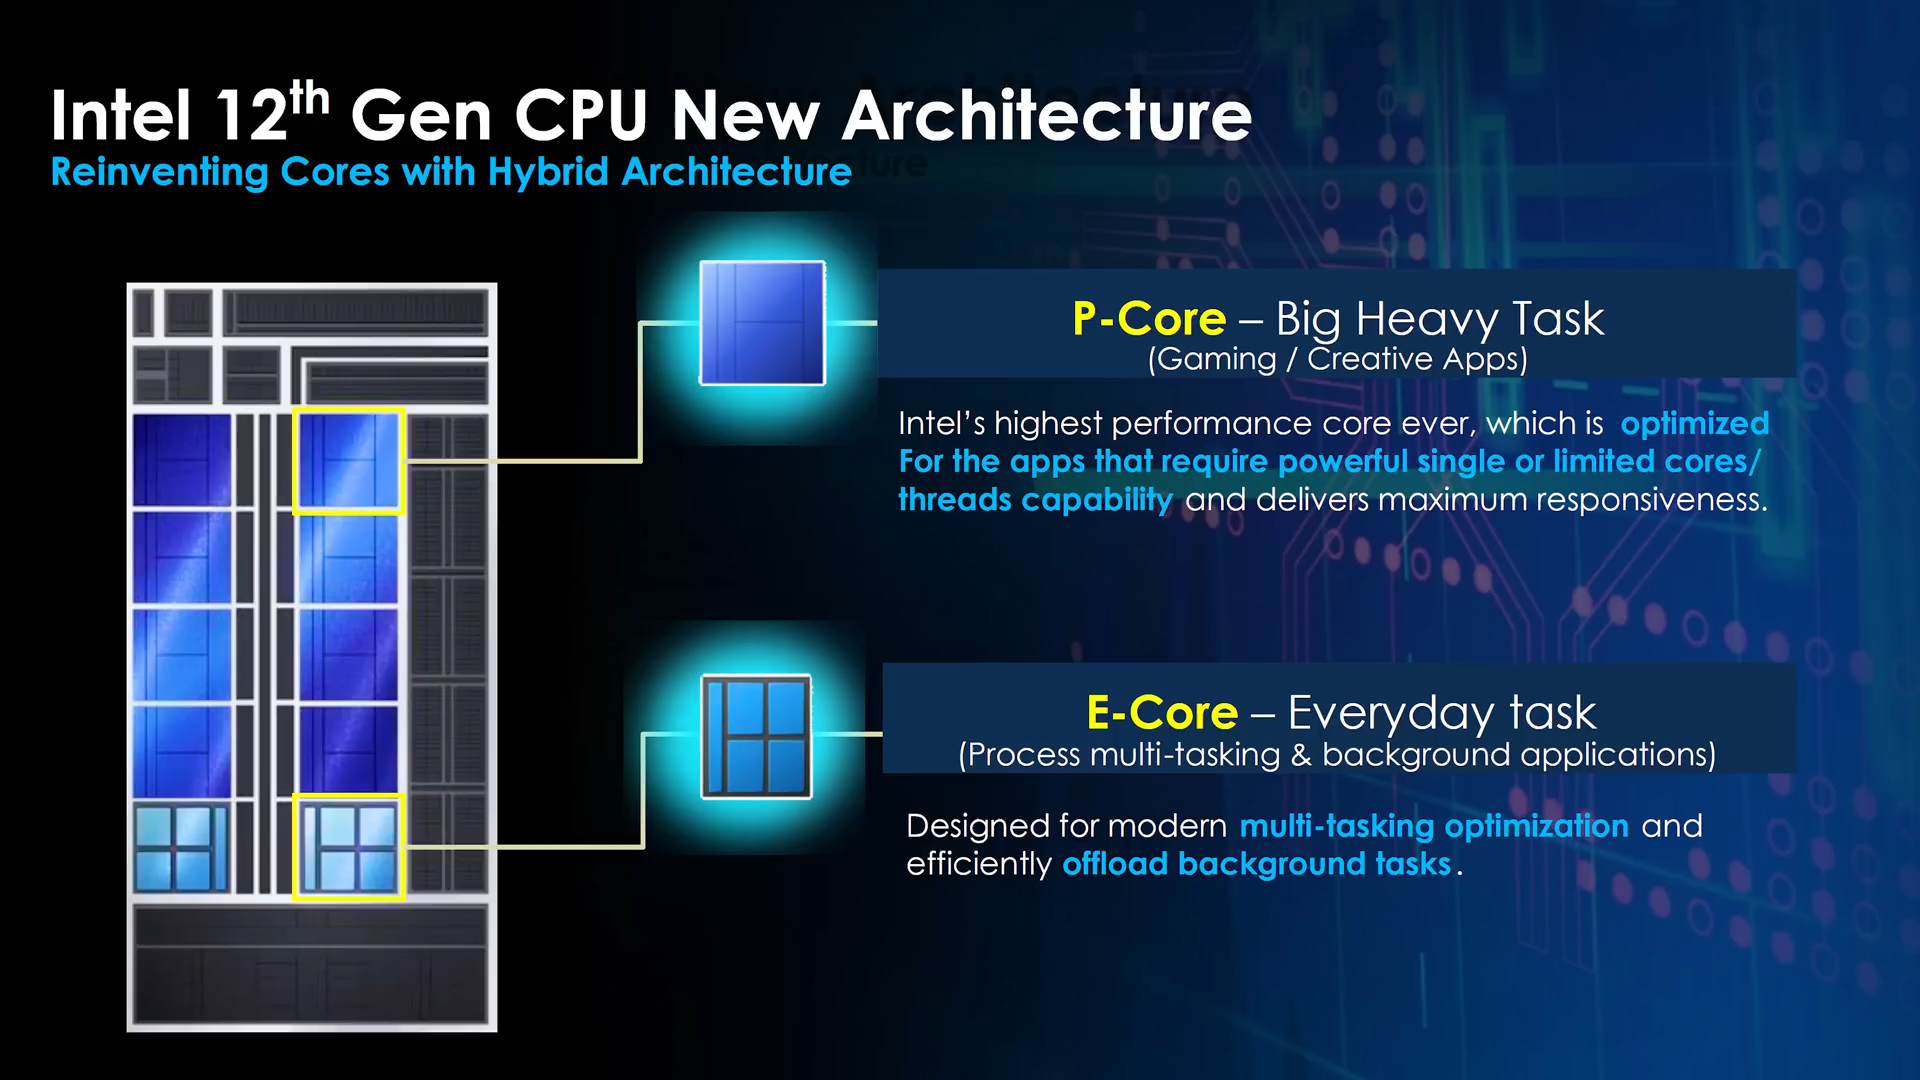 Intel 12th Gen CPU New Architecture
Reinventing Cores with Hybrid Architecture
P-Core – Big Heavy Task
(Gaming / Creative Apps)
Intel’s highest performance core ever, which is optimized
For the apps that require powerful single or limited cores/
threads capability and delivers maximum responsiveness.
E-Core – Everyday task
(Process multi-tasking & background applications)
Designed for modern multi-tasking optimization and
efficiently offload background tasks.